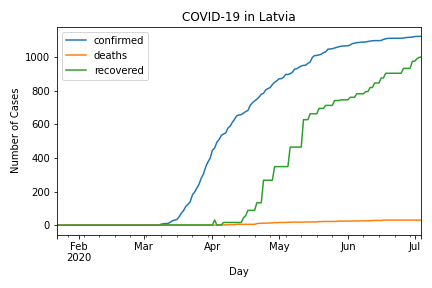 COVID-19 in Latvia
confirmed
deaths
recovered
Number of Cases
1000
800
600
400
200
0
Feb
2020
Mar
Apr
May
Jun
Jul
Day